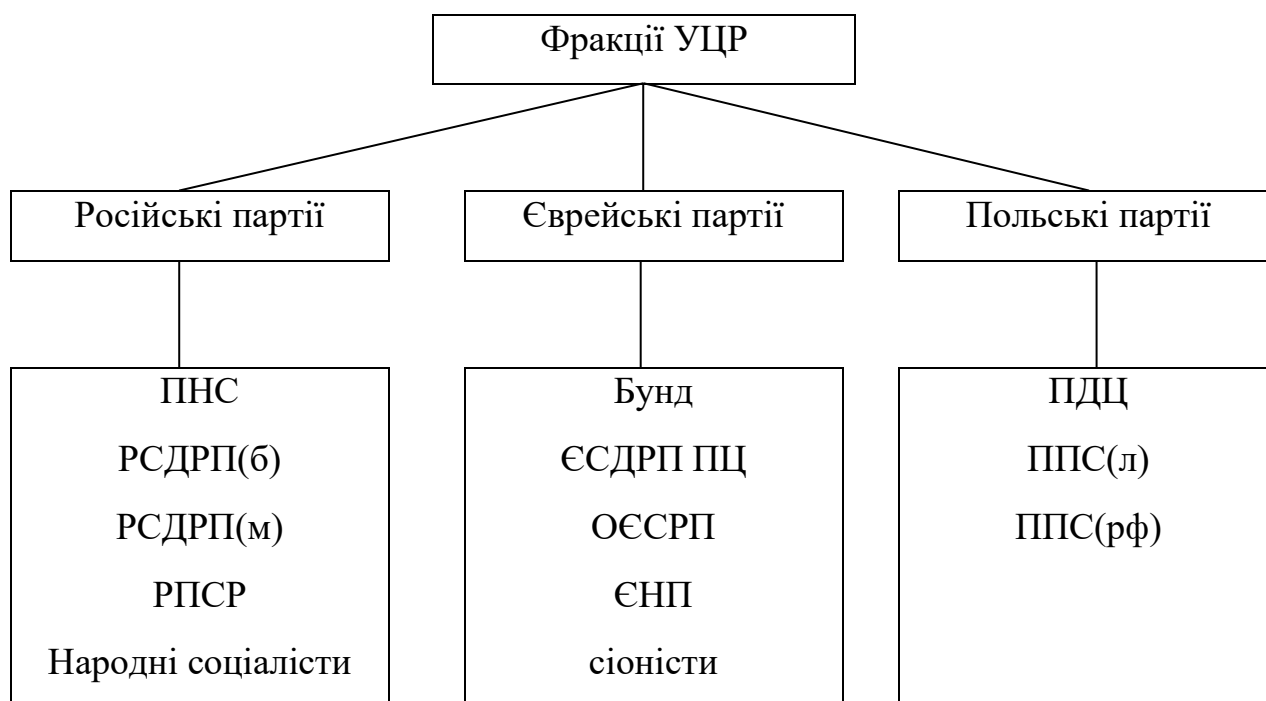 Фракції УЦР
Російські партії
Єврейські партії
Польські партії
ПНС
РСДРП(б)
РСДРП(м)
РПСР
Народні соціалісти
Бунд
ЄСДРП ПЦ
ОЄСРП
ЄНП
сіоністи
ПДЦ
ППС(л)
ППС(рф)